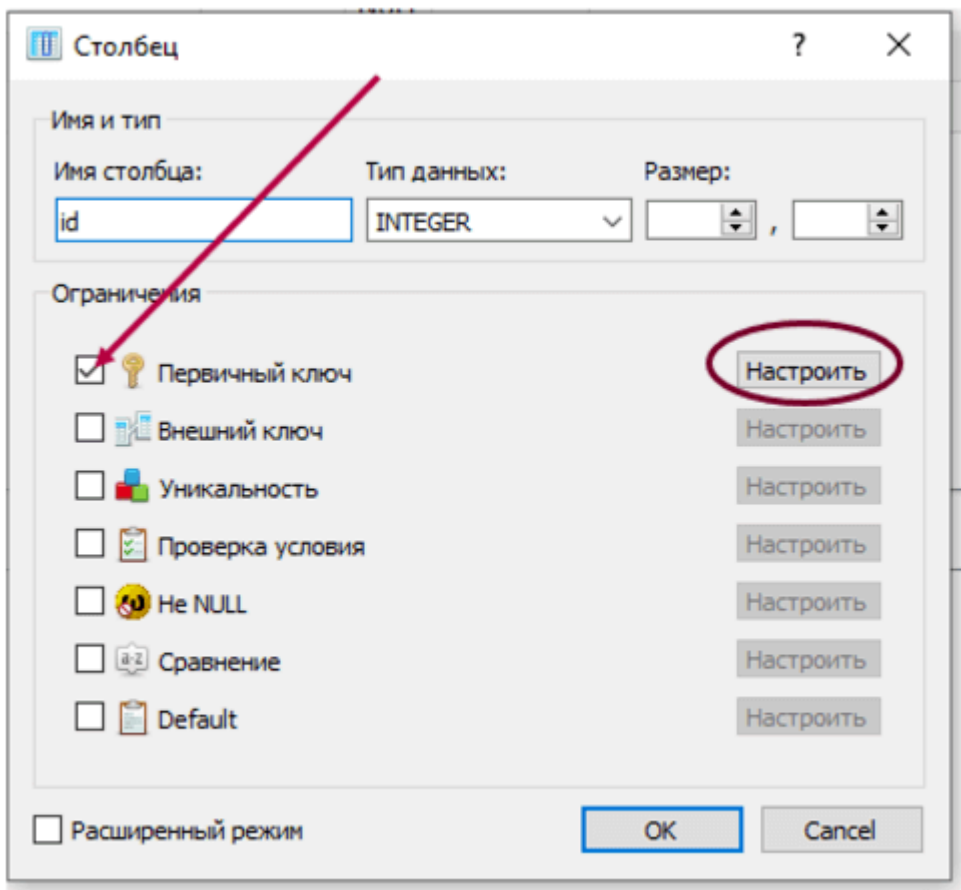 Столбец ?
Имя и тип
Имя столбца: Тип данных: Размер:
id INTEGER ,
Ограничения
Первичный ключ Настроить
Внешний ключ Настроить
Уникальность Настроить
Проверка условия Настроить
Не NULL Настроить
a-z Сравнение Настроить
Default Настроить
Расширенный режим OK Cancel